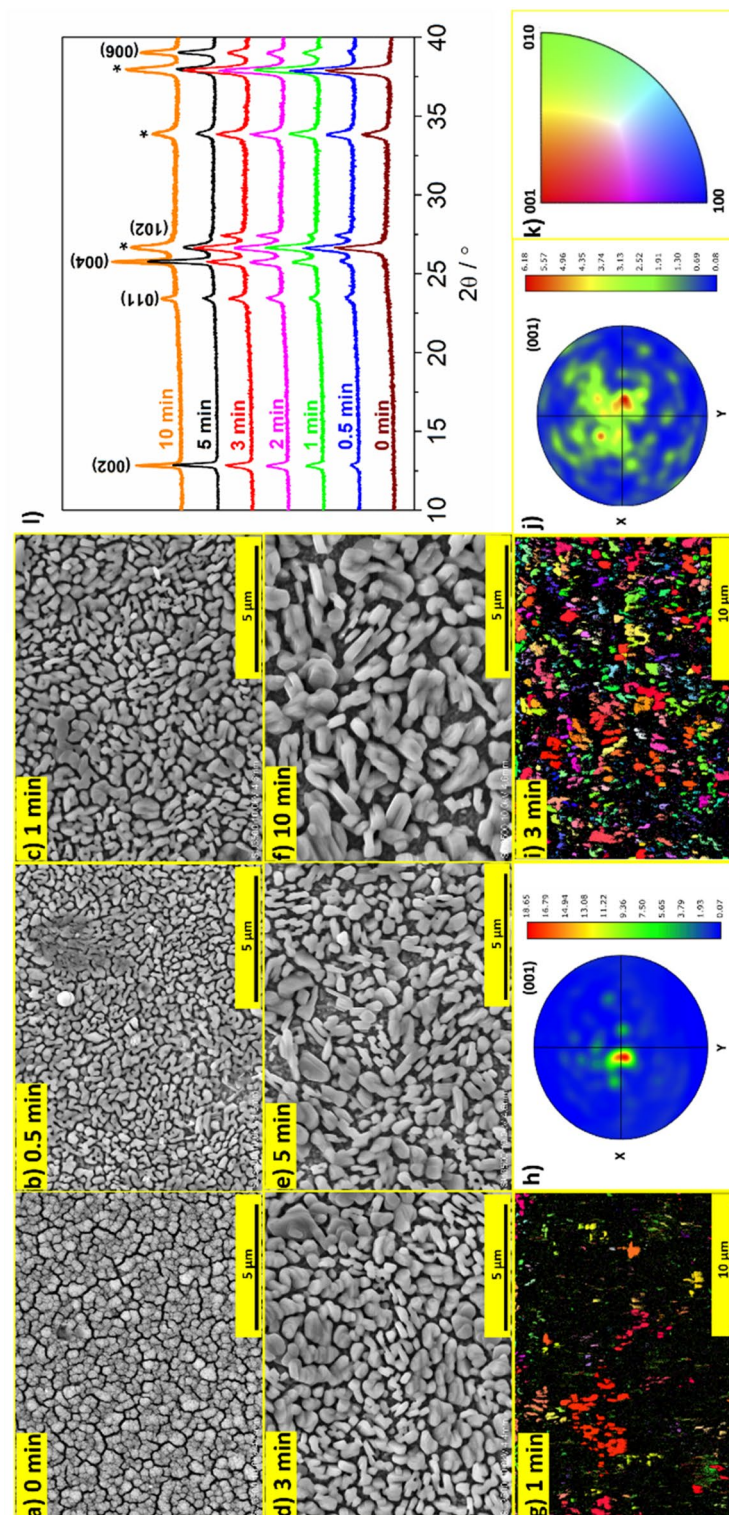 a) 0 min
5 µm
b) 0.5 min
5 µm
c) 1 min
5 µm
d) 3 min
5 µm
e) 5 min
5 µm
f) 10 min
5 µm
g) 1 min
10 µm
h)
(001)
X
Y
18.65
16.79
14.94
13.08
11.22
9.36
7.50
5.65
3.79
1.93
0.07
i) 3 min
10 µm
j)
(001)
X
Y
6.18
5.57
4.96
4.35
3.74
3.13
2.52
1.91
1.30
0.69
0.08
k)
001
010
100
l)
(002)
(011)
(004)
*
(102)
*
*
(006)
10 min
5 min
3 min
2 min
1 min
0.5 min
0 min
10
15
20
25
30
35
40
2θ / °